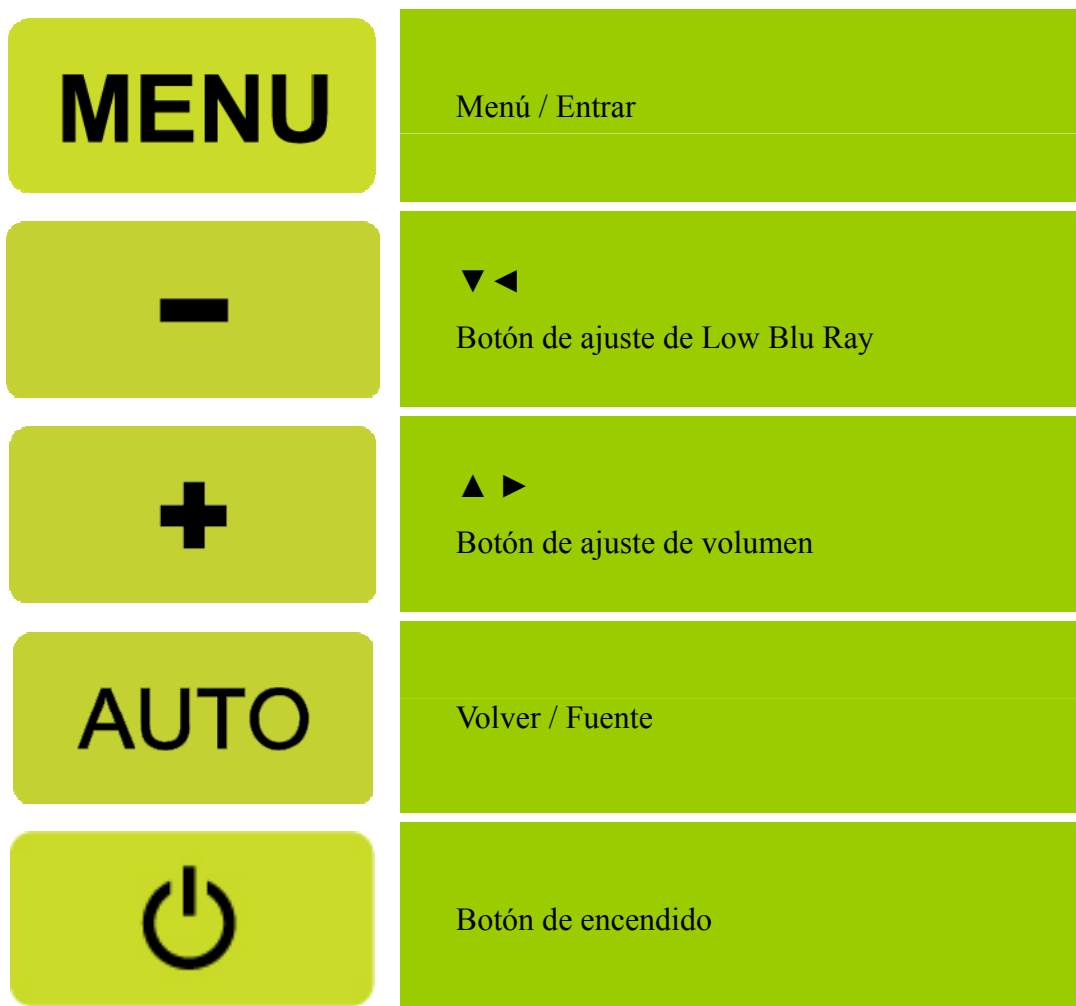 MENU
Menú / Entrar
-
▼◄
Botón de ajuste de Low Blu Ray
+
▲ ►
Botón de ajuste de volumen
AUTO
Volver / Fuente
Botón de encendido